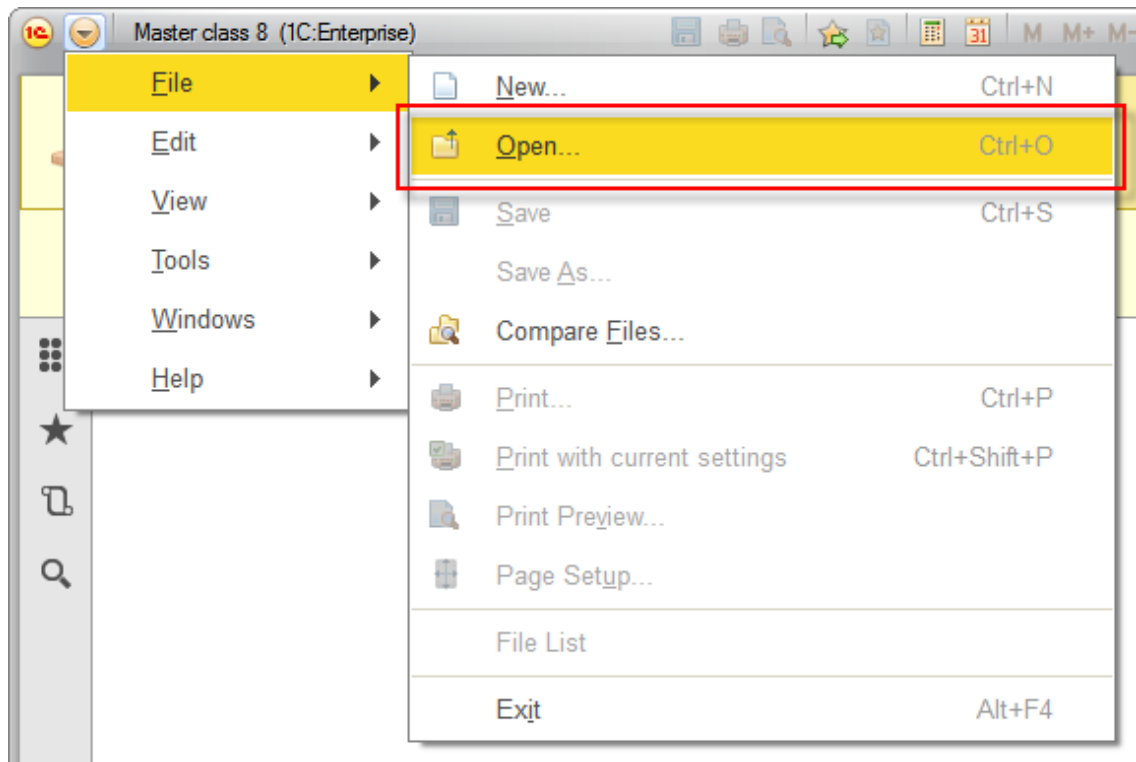 1C Master class 8 (1C:Enterprise) 31 M M+ M-
File
Edit
View
Tools
Windows
Help
New... Ctrl+N
Open... Ctrl+O
Save Ctrl+S
Save As...
Compare Files...
Print... Ctrl+P
Print with current settings Ctrl+Shift+P
Print Preview...
Page Setup...
File List
Exit Alt+F4